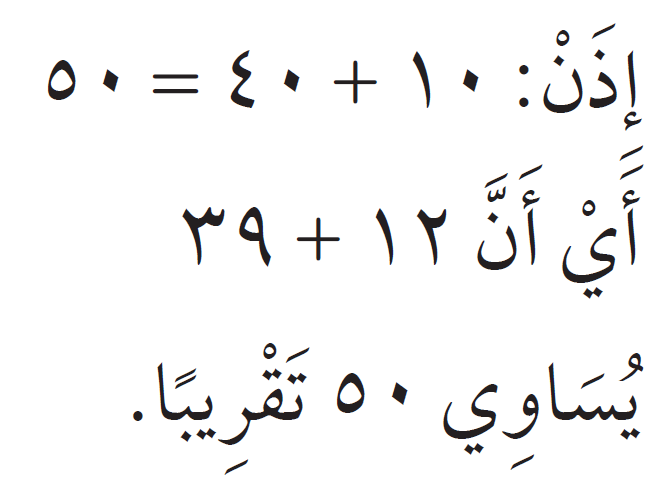 إِذَنْ: ١٠ + ٤٠ = ٥٠
أَيْ أَنَّ ١٢ + ٣٩
يُسَاوِي ٥٠ تَقْرِيبًا.